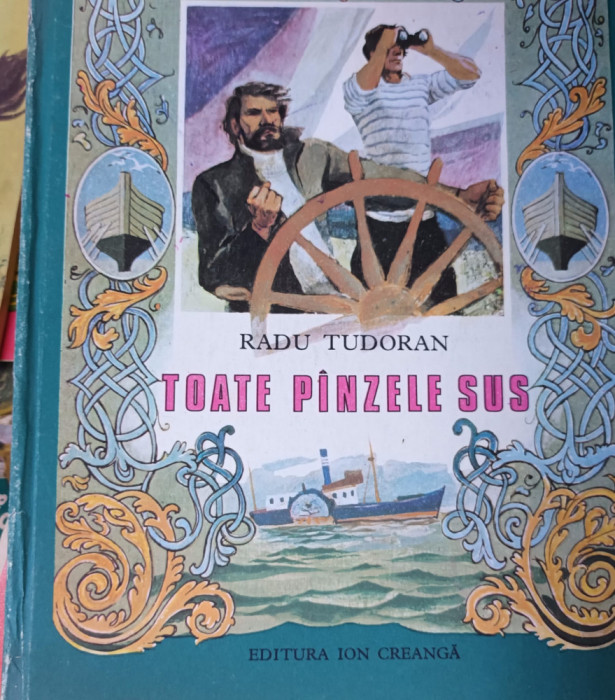 RADU TUDORAN
TOATE PÎNZELE SUS
EDITURA ION CREANGĂ